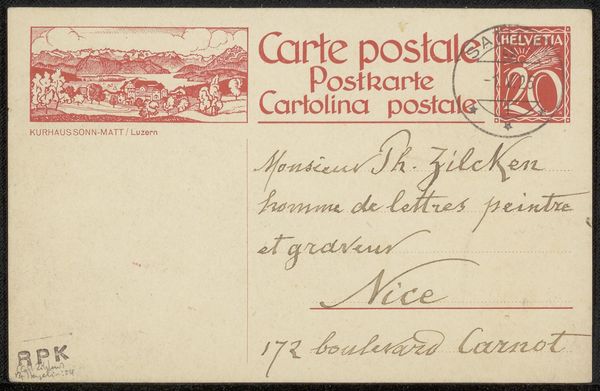 Carte postale
Postkarte
Cartolina postale
HELVETIA
20
KURHAUS SONN-MATT / Luzern
Monsieur Ph. Zilcken
homme de lettres peintre
et graveur
Nice
172 boulevard Carnot
RPK